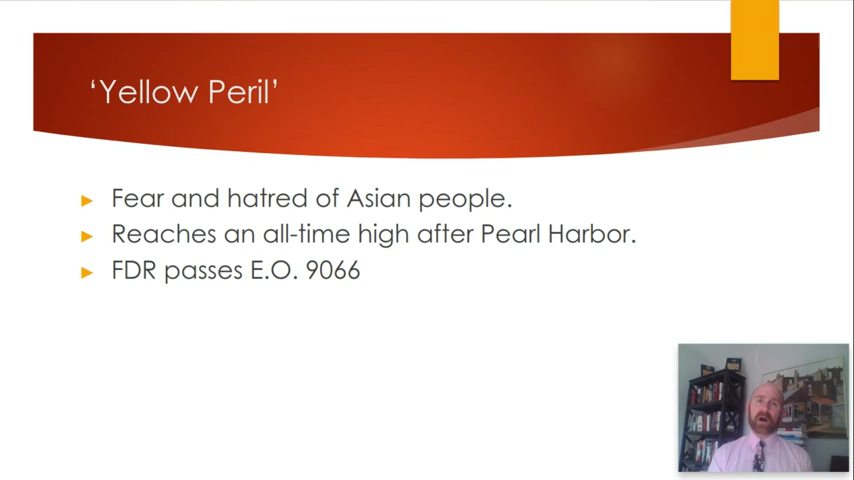 ‘Yellow Peril’
Fear and hatred of Asian people.
Reaches an all-time high after Pearl Harbor.
FDR passes E.O. 9066